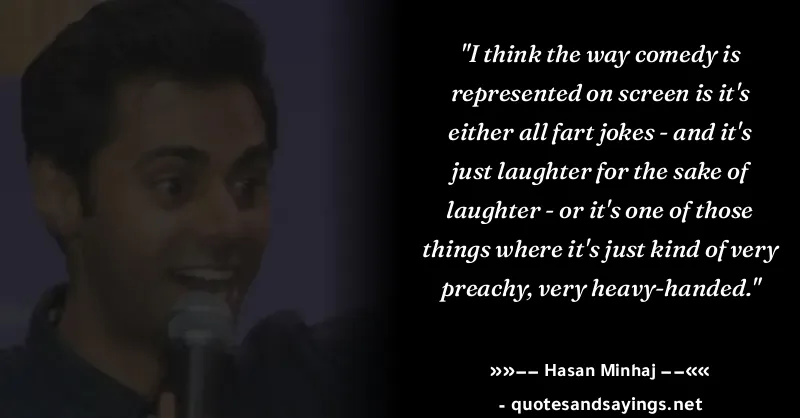 "I think the way comedy is
represented on screen is it's
either all fart jokes - and it's
just laughter for the sake of
laughter - or it's one of those
things where it's just kind of very
preachy, very heavy-handed."
»»−− Hasan Minhaj −−««
- quotesandsayings.net